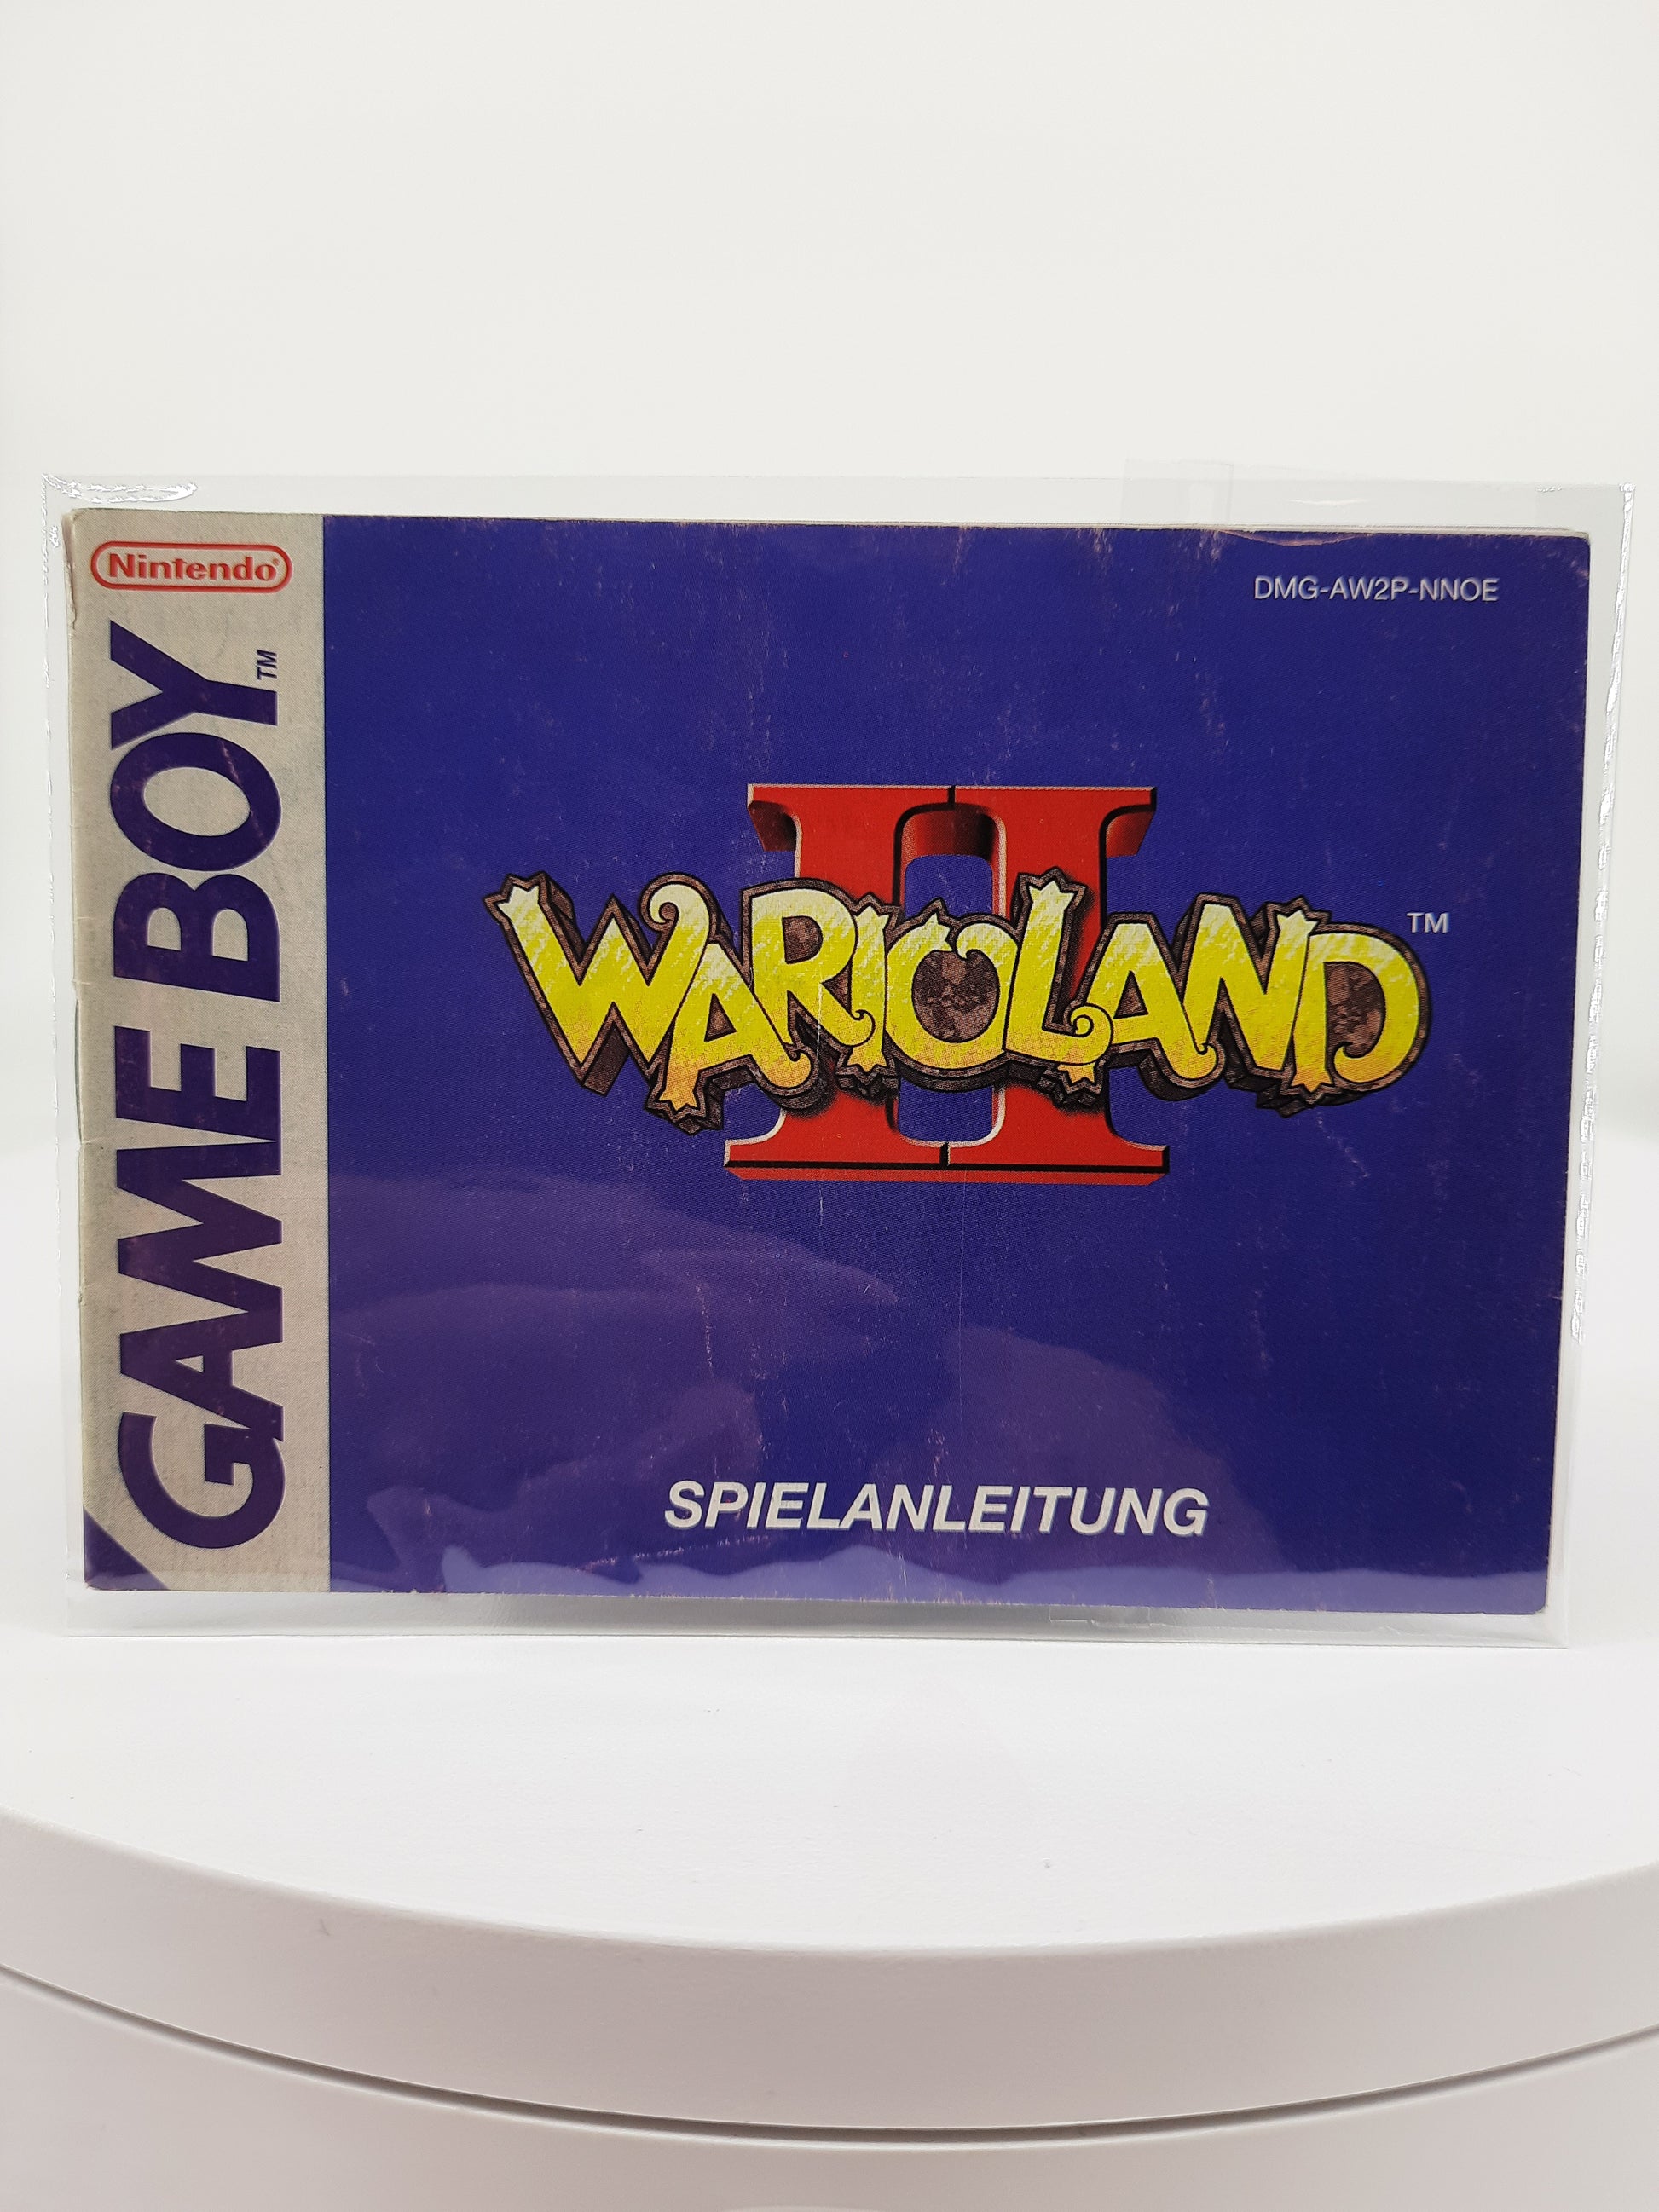 Nintendo®
GAME BOY™
DMG-AW2P-NNOE
WARIOLAND™
II
SPIELANLEITUNG